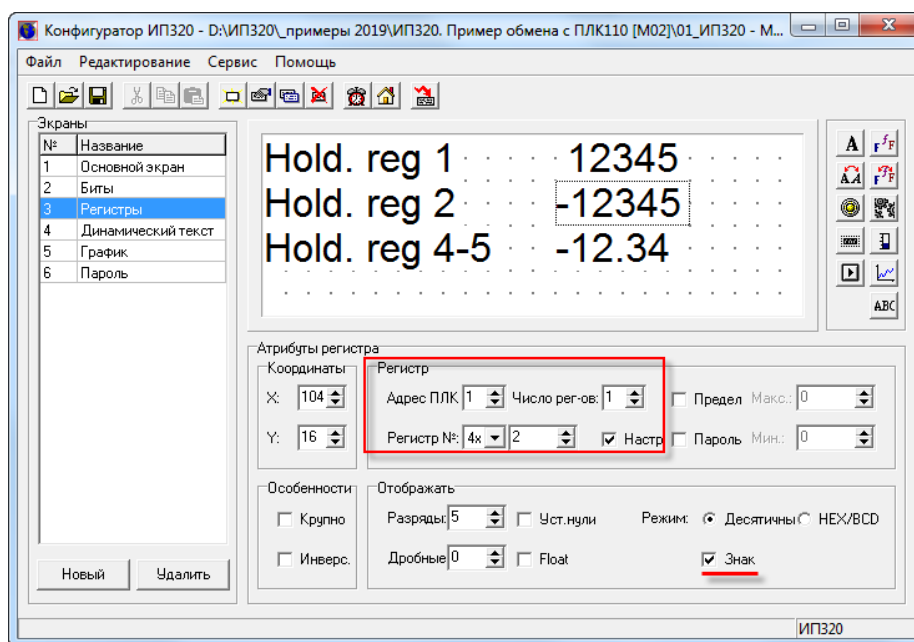 Конфигуратор ИП320 - D:\ИП320\_примеры 2019\ИП320. Пример обмена с ПЛК110 [M02]\01_ИП320 - M...
Файл Редактирование Сервис Помощь
Экраны
№ Название
1 Основной экран
2 Биты
3 Регистры
4 Динамический текст
5 График
6 Пароль
Новый Удалить
Hold. reg 1 12345
Hold. reg 2 -12345
Hold. reg 4-5 -12.34
A FfF
AA FfF
ABC
Атрибуты регистра
Координаты
X: 104
Y: 16
Регистр
Адрес ПЛК 1 Число рег-ов: 1 Предел Макс.: 0
Регистр №: 4x 2 Настр Пароль Мин.: 0
Особенности
Крупно
Инверс.
Отображать
Разряды: 5 Уст.нули Режим: Десятичны HEX/BCD
Дробные 0 Float Знак
ИП320